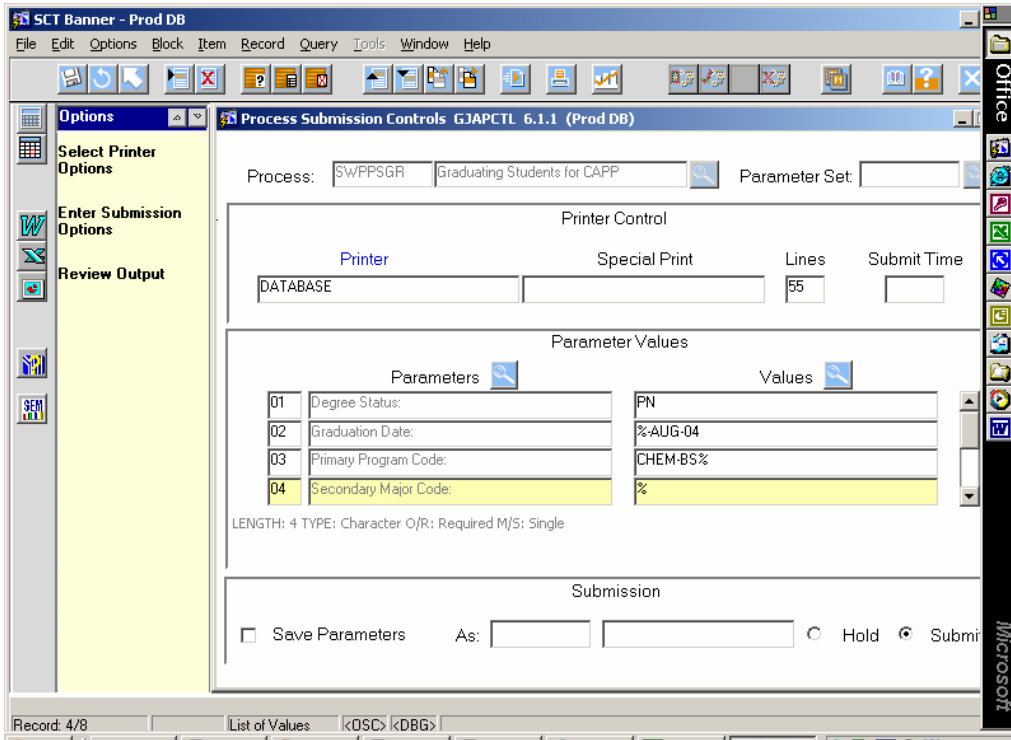 SCT Banner - Prod DB
File Edit Options Block Item Record Query Tools Window Help
Office
Options
Process Submission Controls GJAPCTL 6.1.1 (Prod DB)
Select Printer
Options
Process: SWPPSGR Graduating Students for CAPP Parameter Set:
Enter Submission
Options
Printer Control
Review Output
Printer Special Print Lines Submit Time
DATABASE 55
Parameter Values
Parameters Values
01 Degree Status: PN
02 Graduation Date: %-AUG-04
03 Primary Program Code: CHEM-BS%
04 Secondary Major Code: %
SEM
LENGTH: 4 TYPE: Character O/R: Required M/S: Single
Submission
Save Parameters As: Hold Submi
Microsoft
Record: 4/8 List of Values <OSC> <DBG>